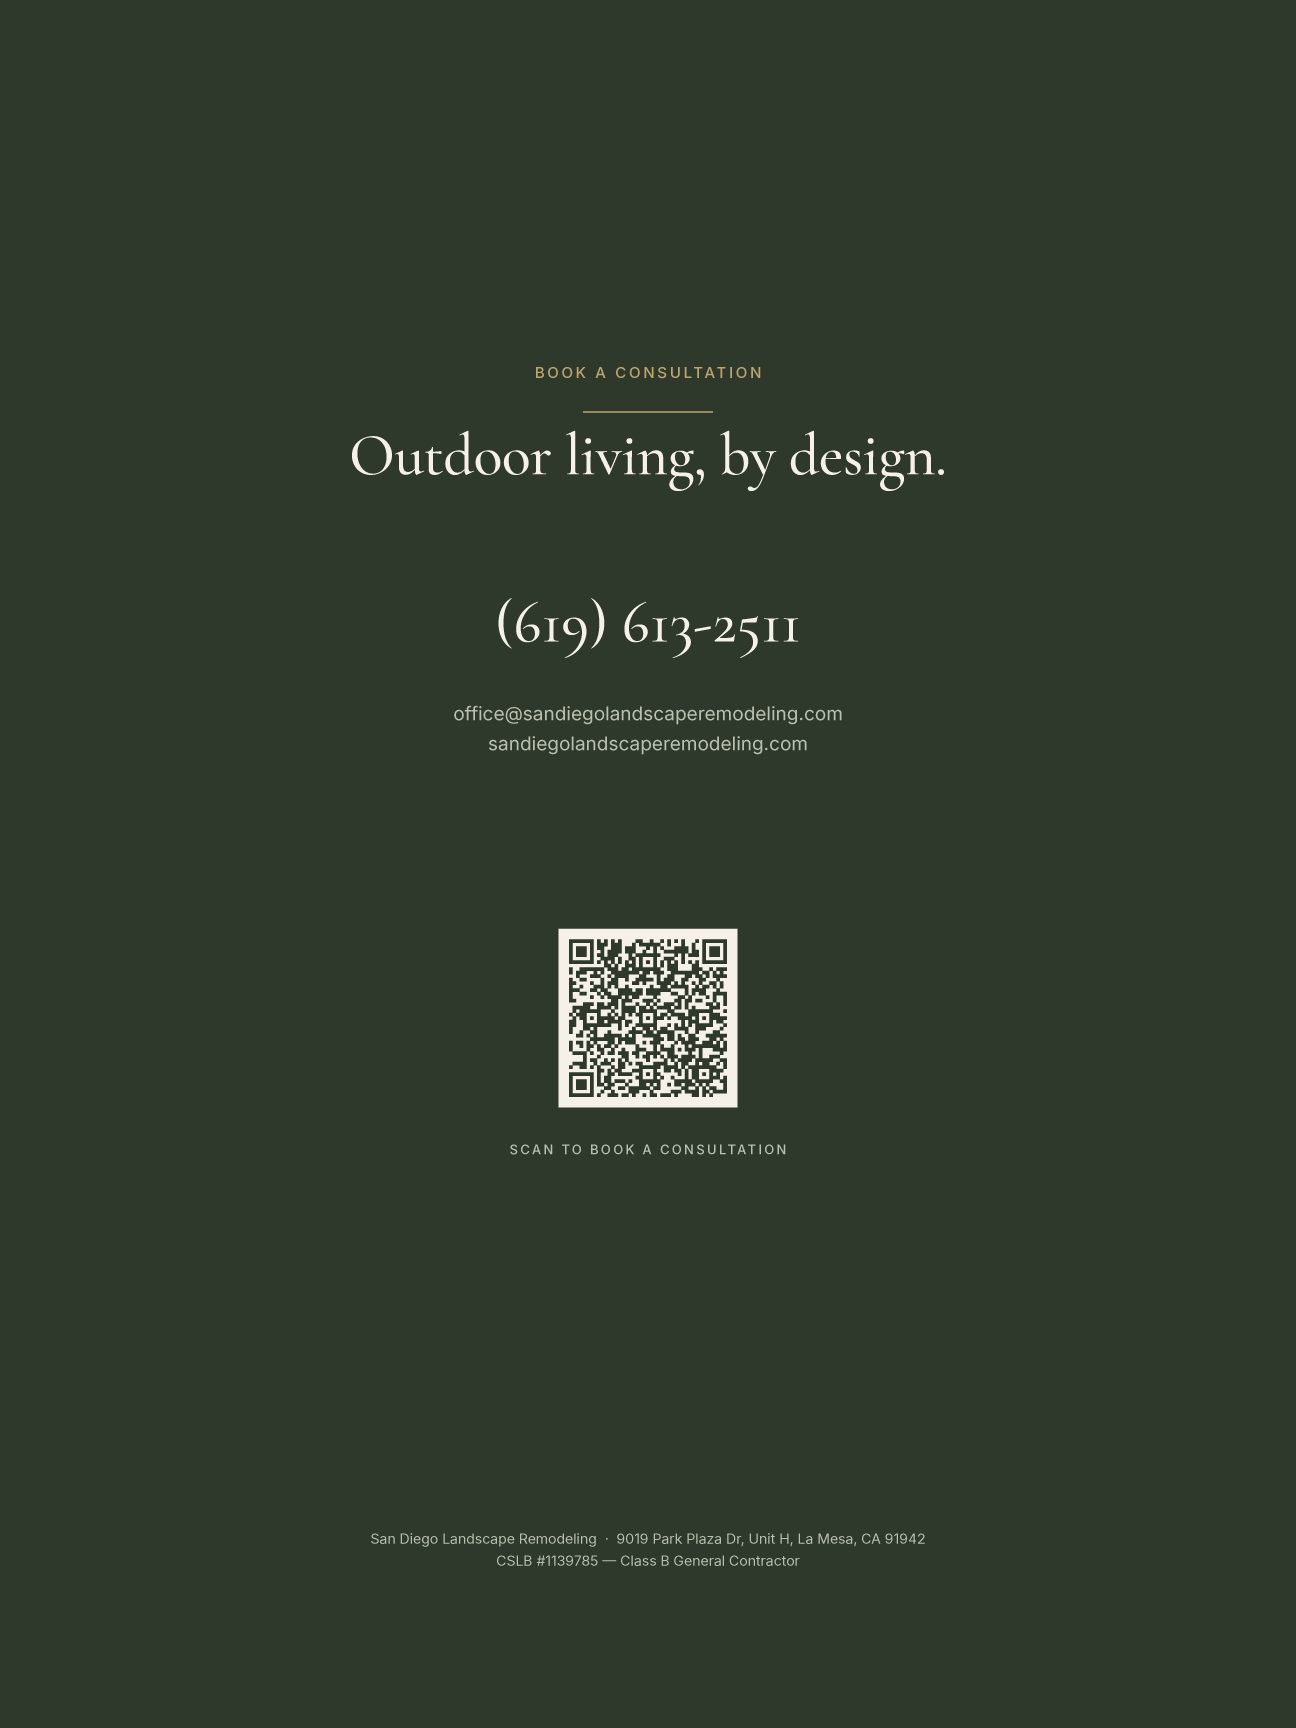 BOOK A CONSULTATION
Outdoor living, by design.
(619) 613-2511
office@sandiegolandscaperemodeling.com
sandiegolandscaperemodeling.com
SCAN TO BOOK A CONSULTATION
San Diego Landscape Remodeling · 9019 Park Plaza Dr, Unit H, La Mesa, CA 91942
CSLB #1139785 — Class B General Contractor